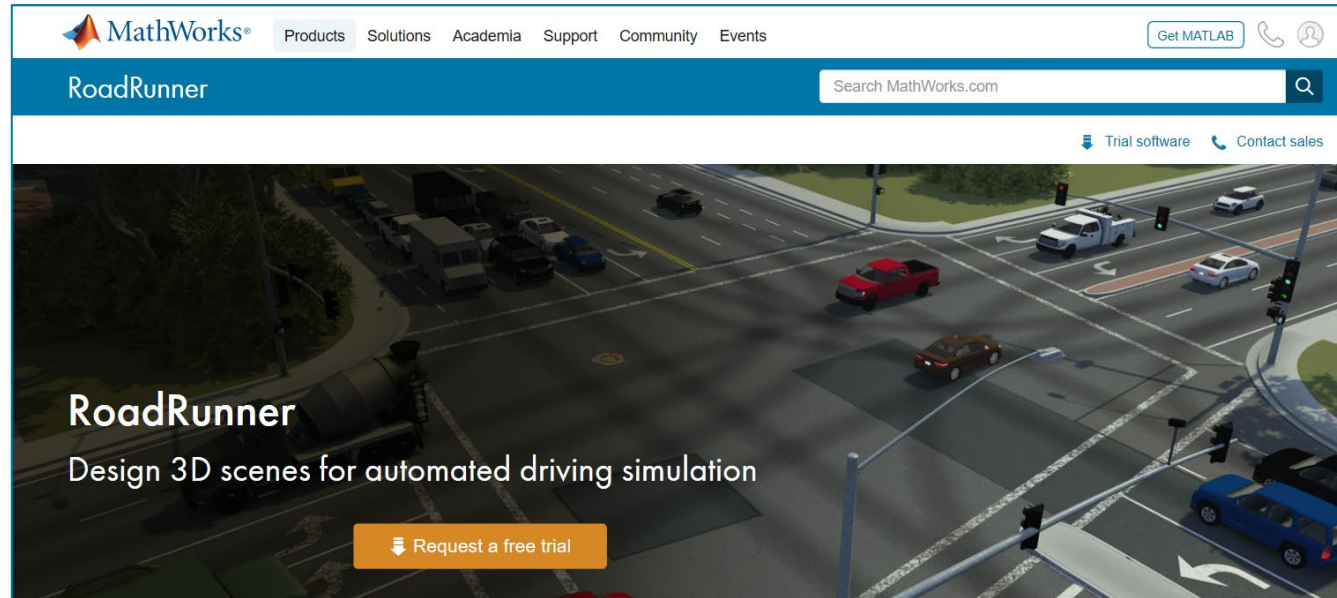 MathWorks® Products Solutions Academia Support Community Events Get MATLAB
RoadRunner Search MathWorks.com
Trial software Contact sales
RoadRunner
Design 3D scenes for automated driving simulation
Request a free trial